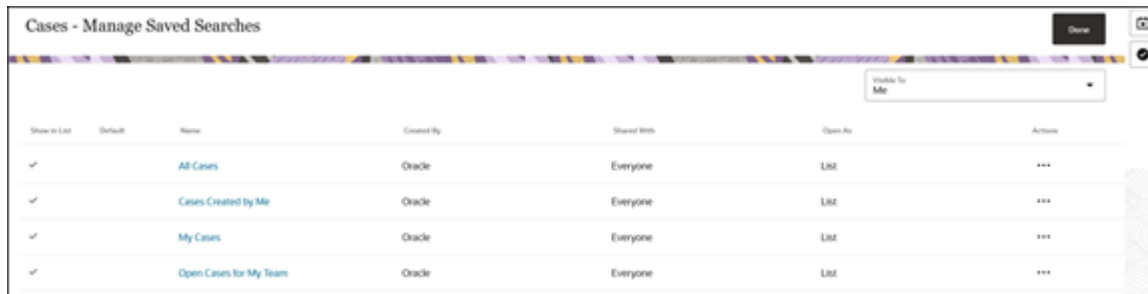 Cases - Manage Saved Searches
Done
Visible To
Me
Show in List Default Name Created By Shared With Open As Actions
All Cases Oracle Everyone List
Cases Created by Me Oracle Everyone List
My Cases Oracle Everyone List
Open Cases for My Team Oracle Everyone List